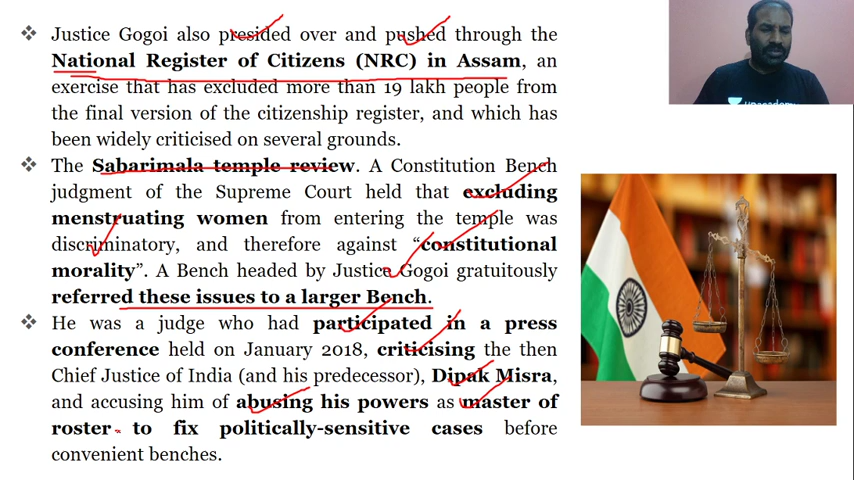 ❖ Justice Gogoi also presided over and pushed through the
National Register of Citizens (NRC) in Assam, an
exercise that has excluded more than 19 lakh people from
the final version of the citizenship register, and which has
been widely criticised on several grounds.
❖ The Sabarimala temple review. A Constitution Bench
judgment of the Supreme Court held that excluding
menstruating women from entering the temple was
discriminatory, and therefore against “constitutional
morality”. A Bench headed by Justice Gogoi gratuitously
referred these issues to a larger Bench.
❖ He was a judge who had participated in a press
conference held on January 2018, criticising the then
Chief Justice of India (and his predecessor), Dipak Misra,
and accusing him of abusing his powers as master of
roster to fix politically-sensitive cases before
convenient benches.
unacademy